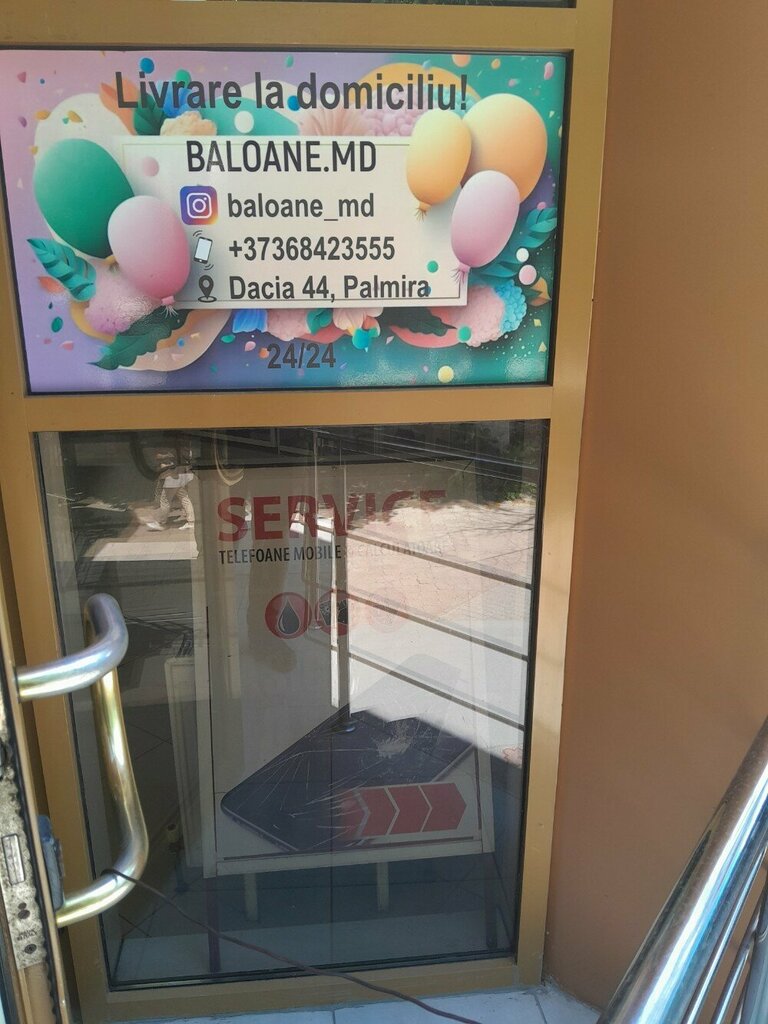 Livrare la domiciliu!
BALOANE.MD
baloane_md
+37368423555
Dacia 44, Palmira
24/24
SERVICE
TELEFOANE MOBILE